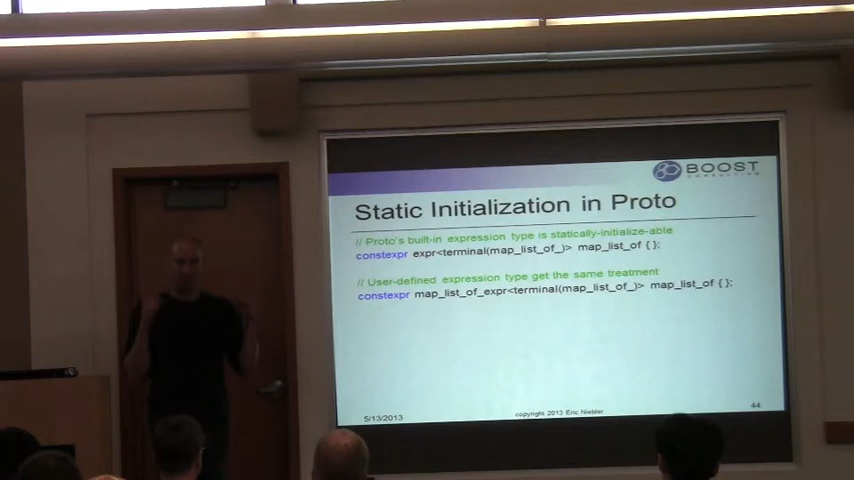 BOOST
CONSULTING
Static Initialization in Proto
// Proto's built-in expression type is statically-initialize-able
constexpr expr<terminal(map_list_of_)> map_list_of {};
// User-defined expression type get the same treatment
constexpr map_list_of_expr<terminal(map_list_of_)> map_list_of {};
5/13/2013
copyright 2013 Eric Niebler
44